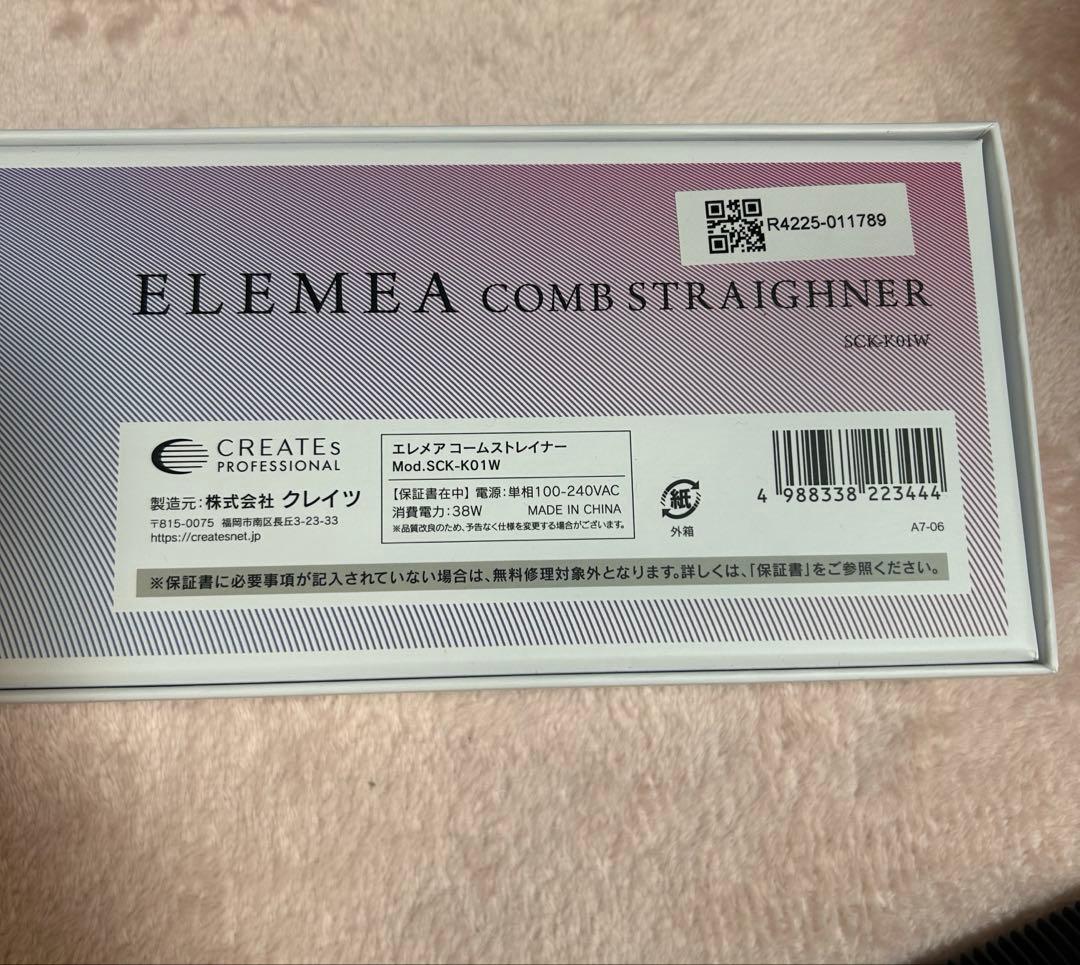 R4225-011789
ELEMEA COMB STRAIGHNER
SCK-K01W
CREATEs
PROFESSIONAL
製造元:株式会社 クレイツ
〒815-0075 福岡市南区長丘3-23-33
https://createsnet.jp
エレメア コームストレイナー
Mod.SCK-K01W
【保証書在中】電源:単相100-240VAC
消費電力:38W MADE IN CHINA
※品質改良のため、予告なく仕様を変更する場合がございます。
紙
外箱
4 988338 223444
A7-06
※保証書に必要事項が記入されていない場合は、無料修理対象外となります。詳しくは、「保証書」をご参照ください。